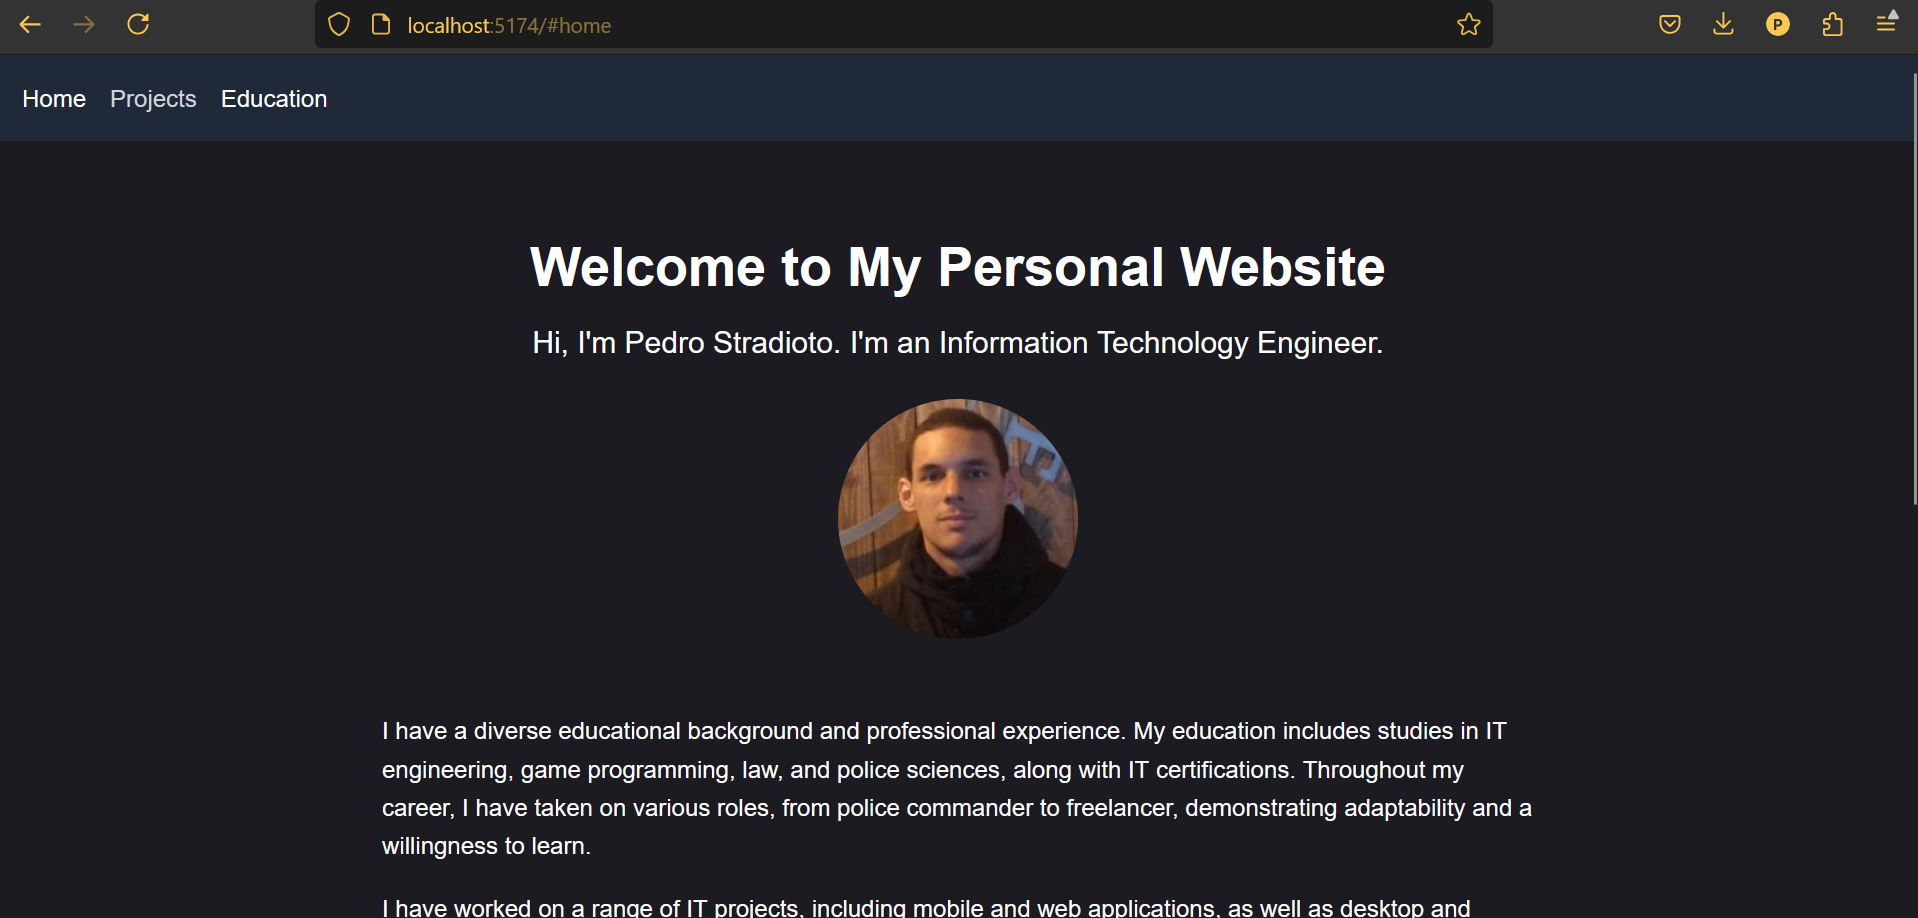 localhost:5174/#home
P
Home Projects Education
Welcome to My Personal Website
Hi, I'm Pedro Stradioto. I'm an Information Technology Engineer.
I have a diverse educational background and professional experience. My education includes studies in IT
engineering, game programming, law, and police sciences, along with IT certifications. Throughout my
career, I have taken on various roles, from police commander to freelancer, demonstrating adaptability and a
willingness to learn.
I have worked on a range of IT projects, including mobile and web applications, as well as desktop and